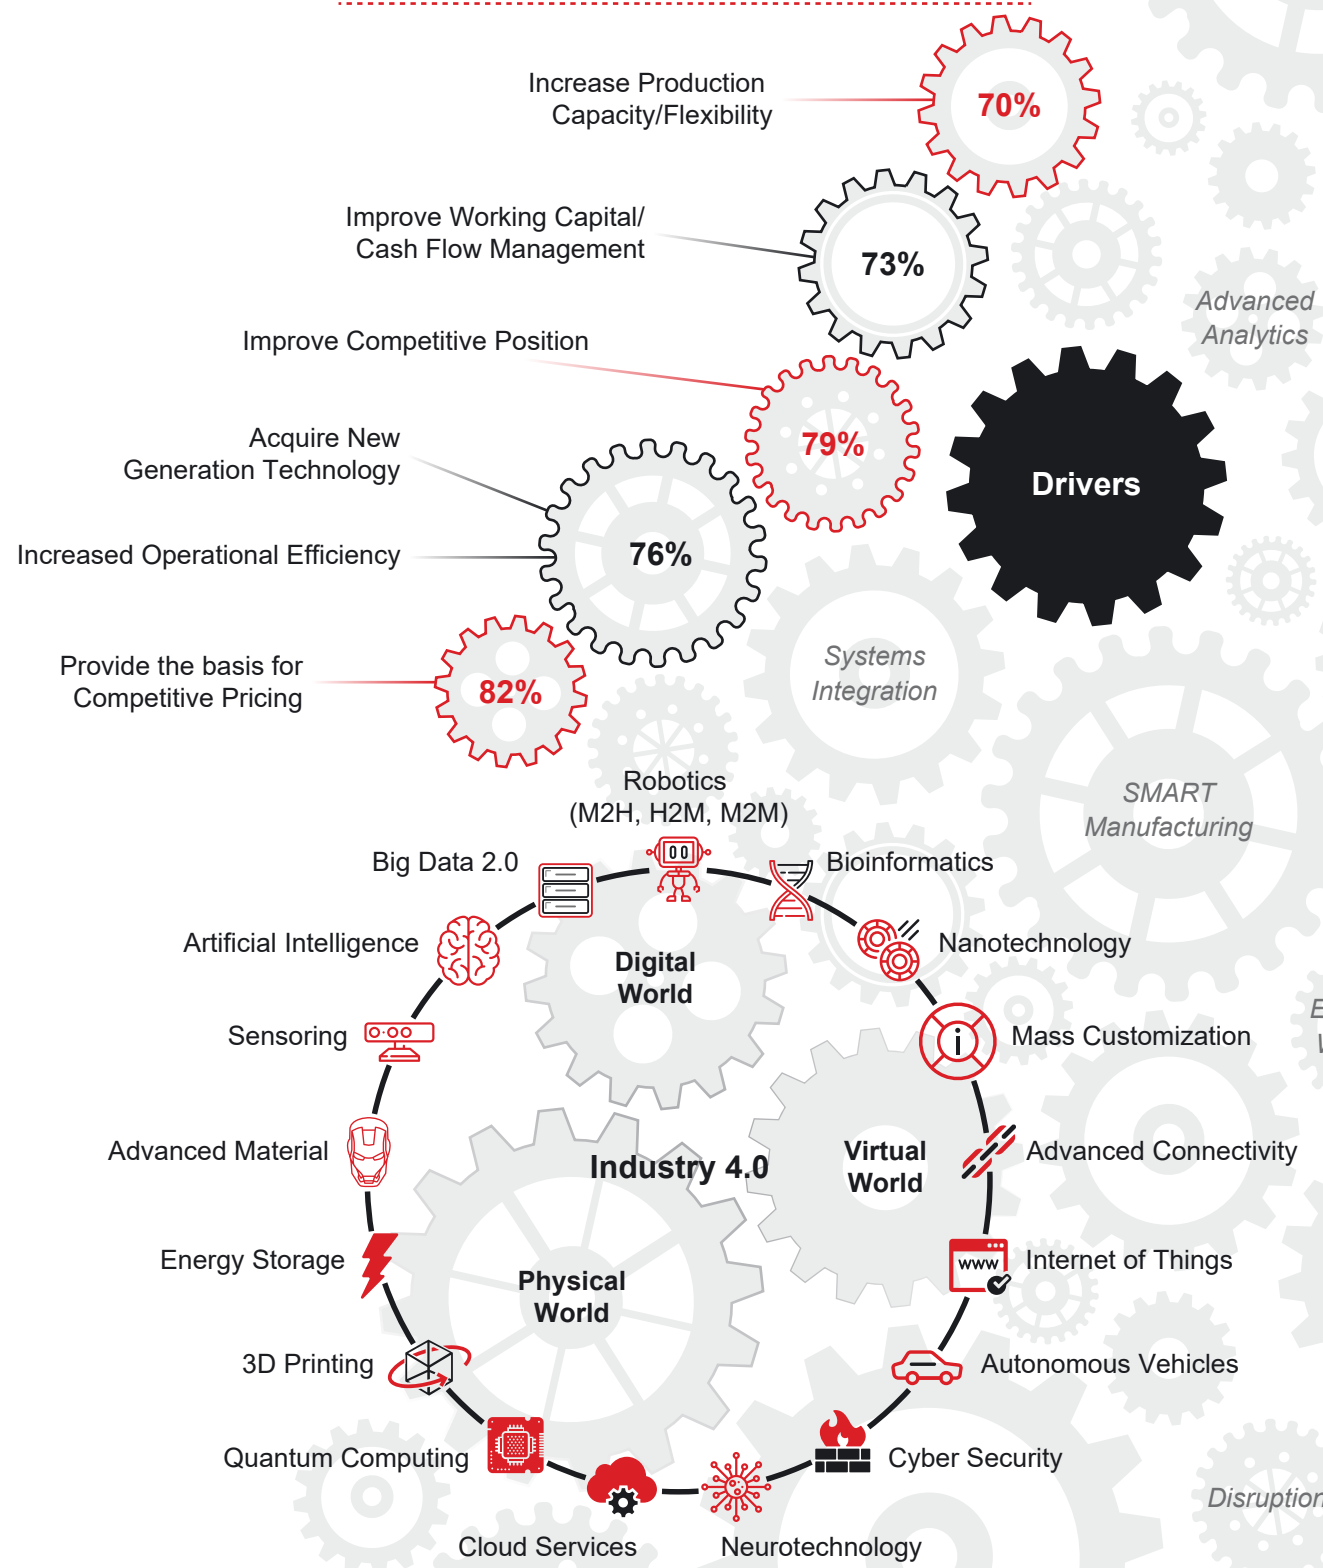 Increase Production
Capacity/Flexibility
70%
Improve Working Capital/
Cash Flow Management
73%
Advanced
Analytics
Improve Competitive Position
79%
Drivers
Acquire New
Generation Technology
Increased Operational Efficiency
76%
Provide the basis for
Competitive Pricing
82%
Systems
Integration
SMART
Manufacturing
Robotics
(M2H, H2M, M2M)
Big Data 2.0
Bioinformatics
Artificial Intelligence
Nanotechnology
Digital
World
Sensoring
i
Mass Customization
Advanced Material
Industry 4.0
Virtual
World
Advanced Connectivity
Energy Storage
www
Internet of Things
Physical
World
3D Printing
Autonomous Vehicles
Quantum Computing
Cyber Security
Disruption
Cloud Services
Neurotechnology